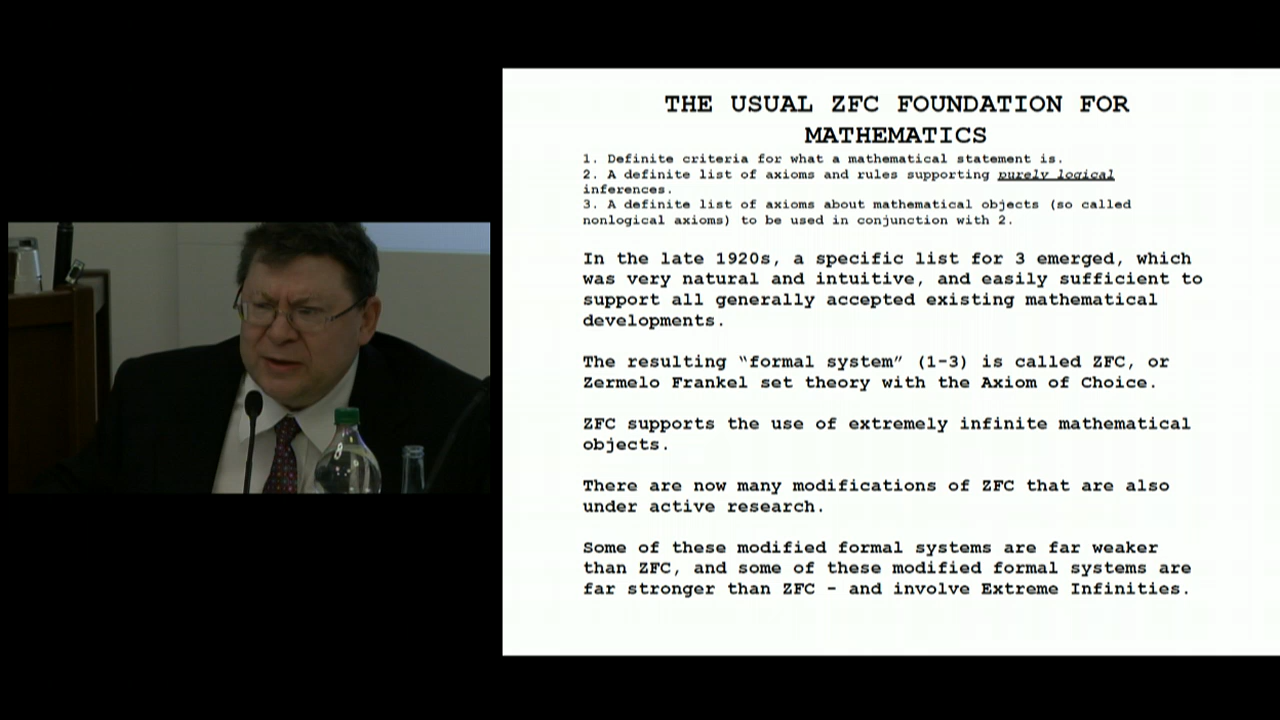 THE USUAL ZFC FOUNDATION FOR
MATHEMATICS
1. Definite criteria for what a mathematical statement is.
2. A definite list of axioms and rules supporting purely logical
inferences.
3. A definite list of axioms about mathematical objects (so called
nonlogical axioms) to be used in conjunction with 2.
In the late 1920s, a specific list for 3 emerged, which
was very natural and intuitive, and easily sufficient to
support all generally accepted existing mathematical
developments.
The resulting “formal system” (1-3) is called ZFC, or
Zermelo Frankel set theory with the Axiom of Choice.
ZFC supports the use of extremely infinite mathematical
objects.
There are now many modifications of ZFC that are also
under active research.
Some of these modified formal systems are far weaker
than ZFC, and some of these modified formal systems are
far stronger than ZFC - and involve Extreme Infinities.